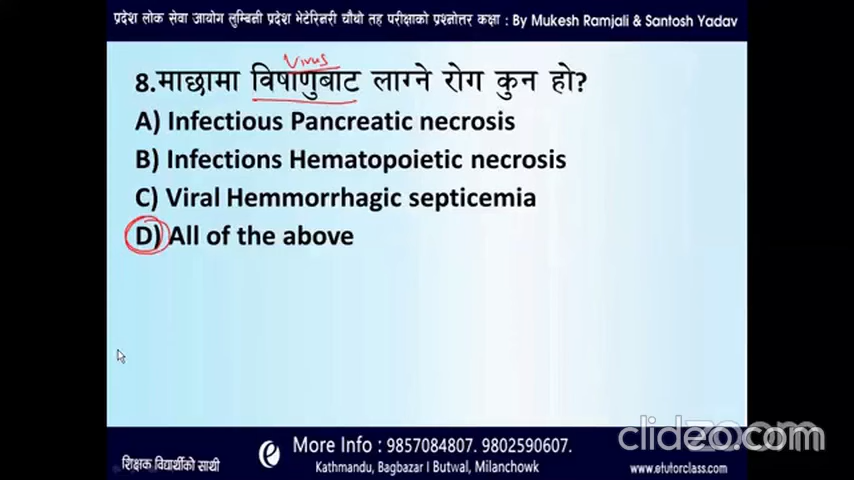 प्रदेश लोक सेवा आयोग लुम्बिनी प्रदेश भेटेरिनरी चौथो तह परीक्षाको प्रश्नोतर कक्षा : By Mukesh Ramjali & Santosh Yadav
Virus
8.माछामा विषाणुबाट लाग्ने रोग कुन हो?
A) Infectious Pancreatic necrosis
B) Infections Hematopoietic necrosis
C) Viral Hemmorrhagic septicemia
D) All of the above
More Info : 9857084807. 9802590607.
शिक्षक विद्यार्थीको साथी
Kathmandu, Bagbazar I Butwal, Milanchowk
www.etutorclass.com
clideo.com